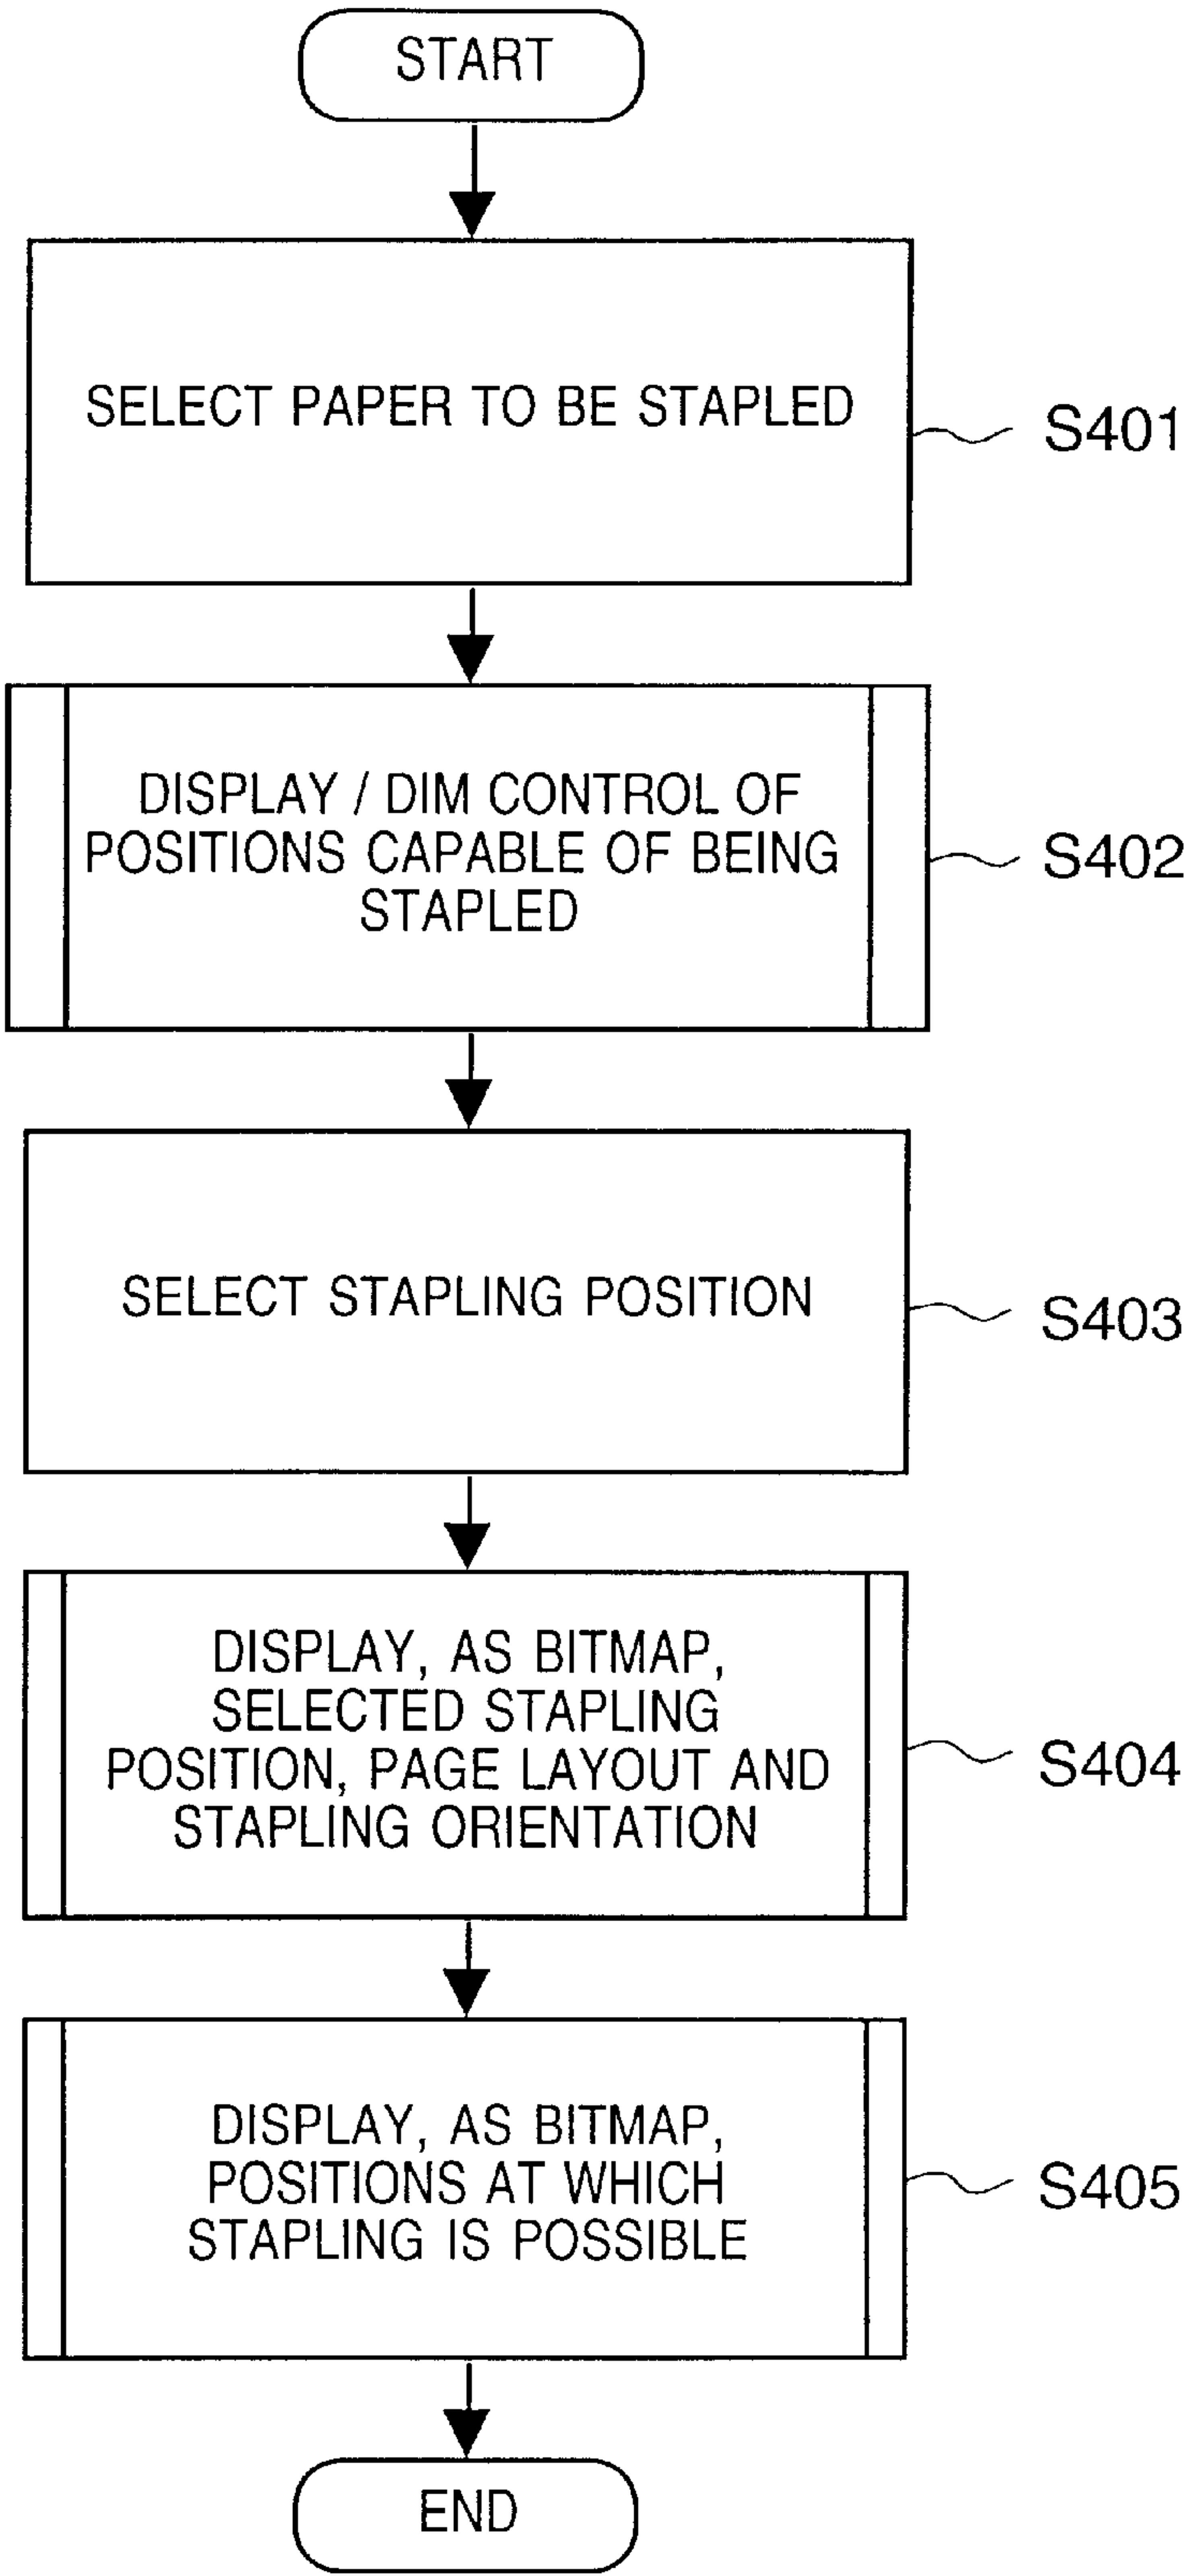 START
SELECT PAPER TO BE STAPLED
S401
DISPLAY / DIM CONTROL OF
POSITIONS CAPABLE OF BEING
STAPLED
S402
SELECT STAPLING POSITION
S403
DISPLAY, AS BITMAP,
SELECTED STAPLING
POSITION, PAGE LAYOUT AND
STAPLING ORIENTATION
S404
DISPLAY, AS BITMAP,
POSITIONS AT WHICH
STAPLING IS POSSIBLE
S405
END